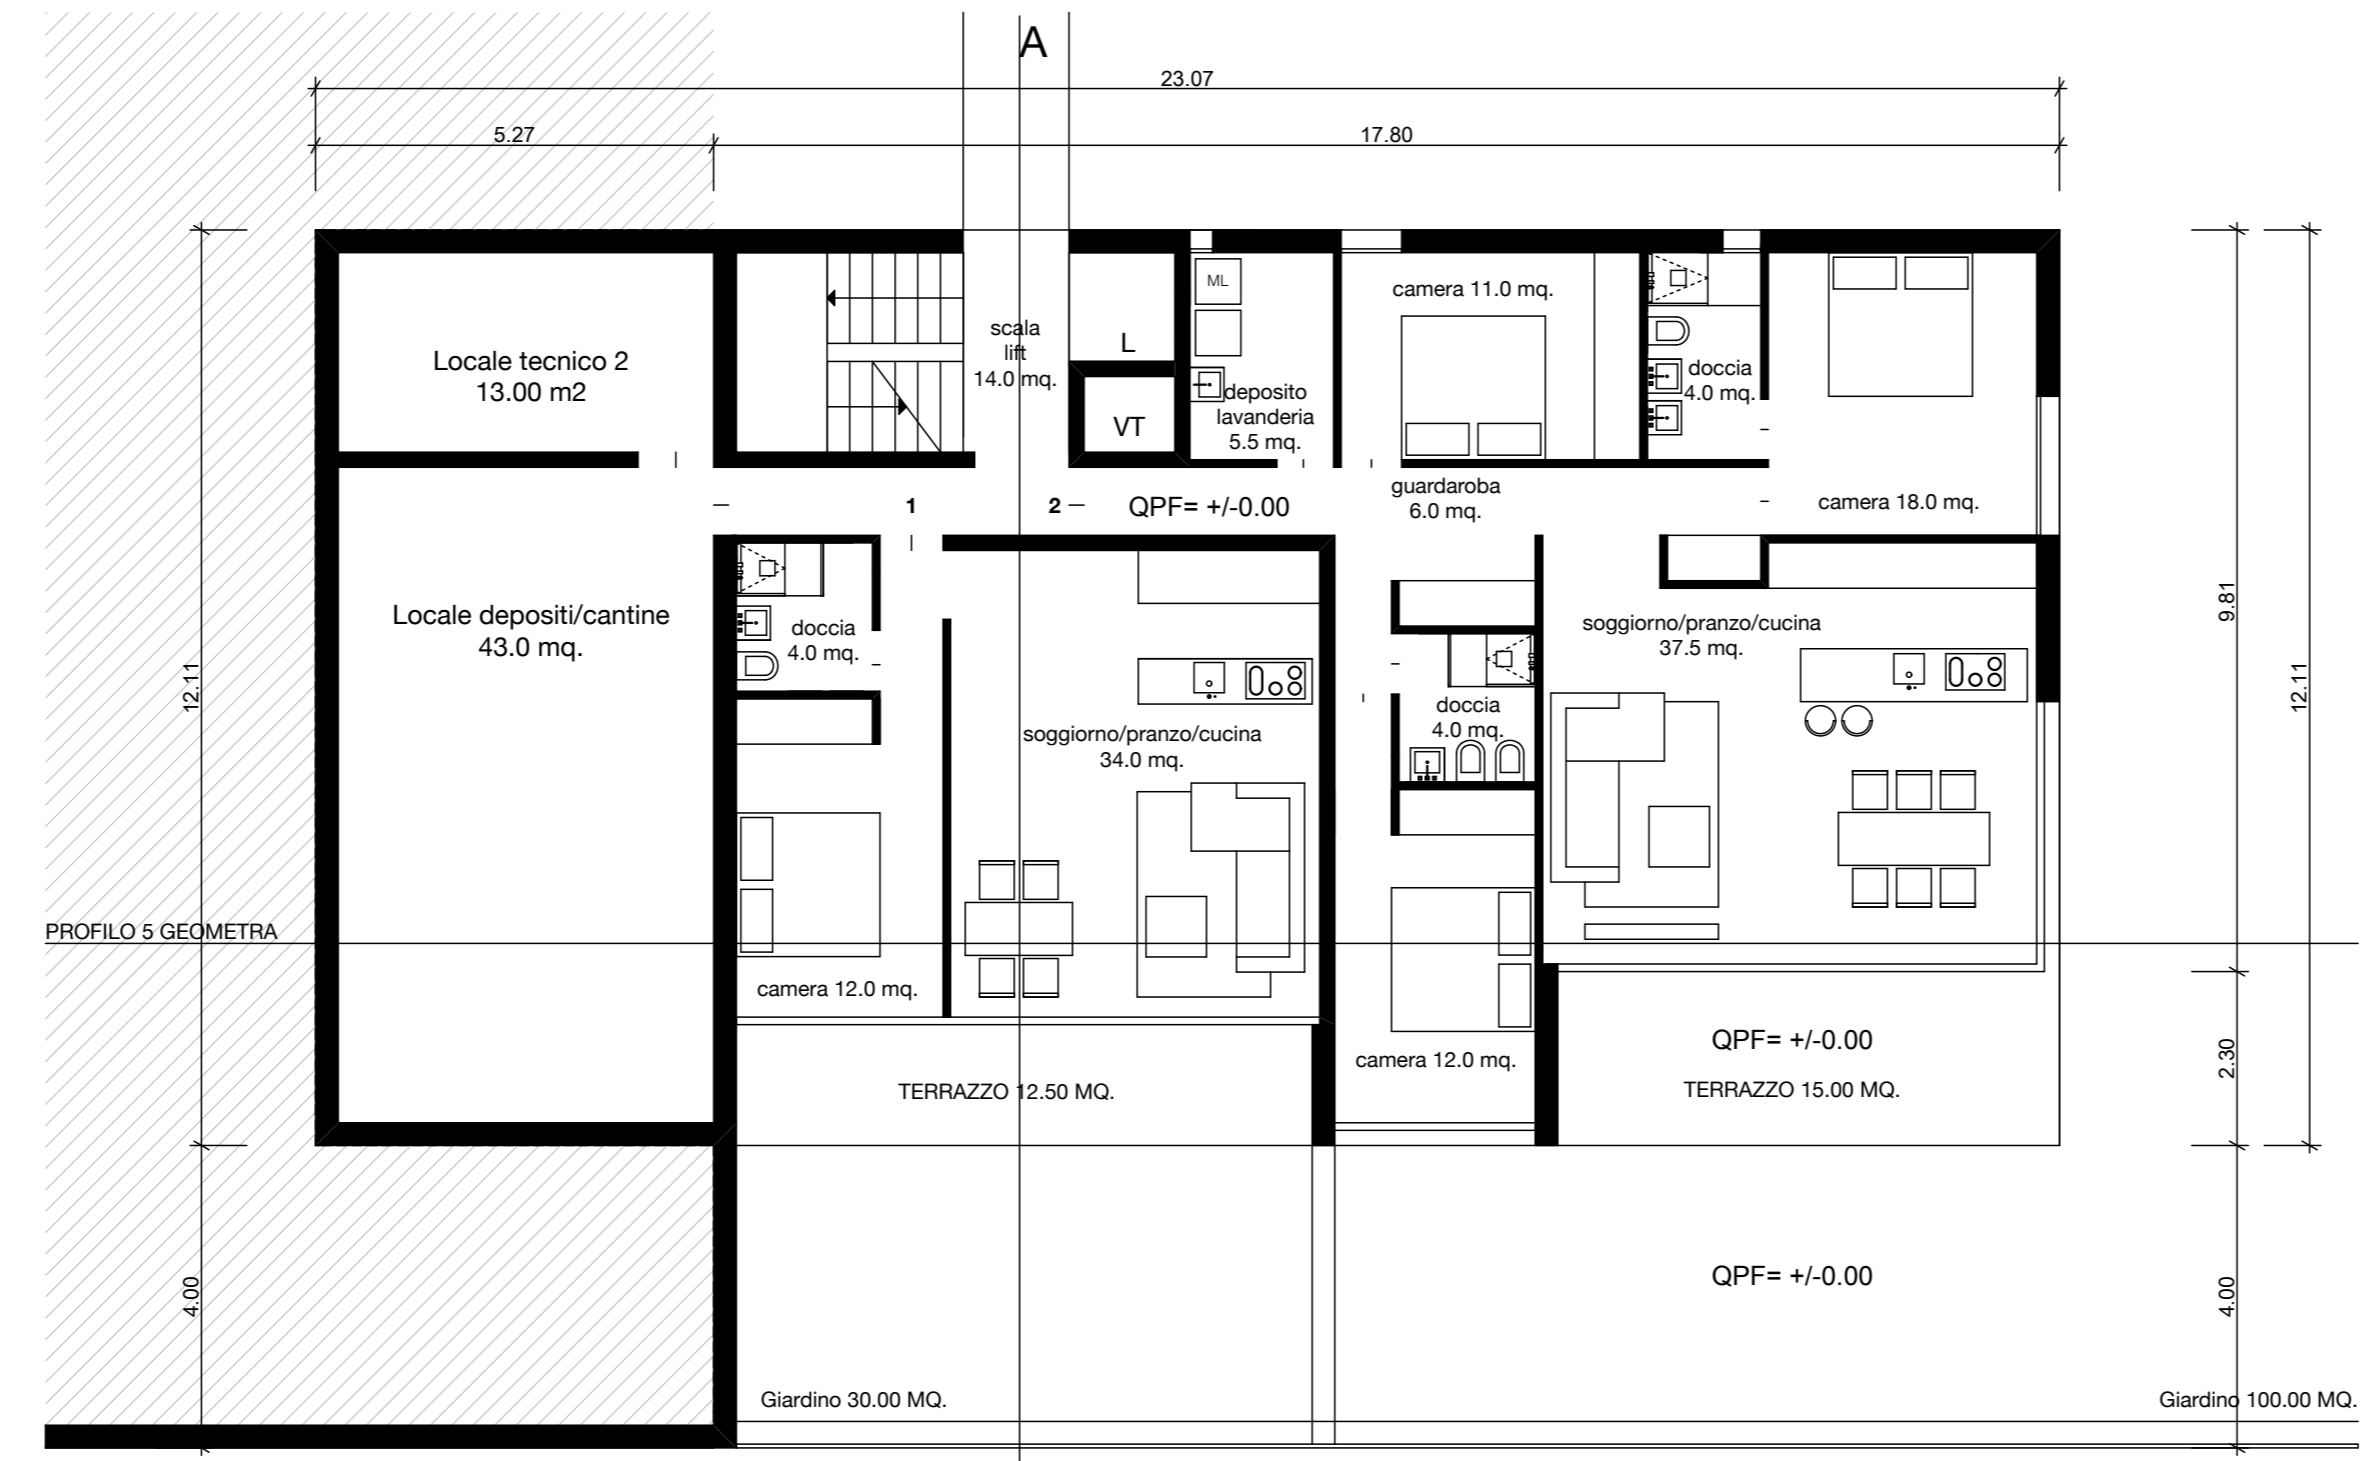 A
23.07
5.27
17.80
ML
camera 11.0 mq.
scala
lift
14.0 mq.
L
VT
Locale tecnico 2
13.00 m2
deposito
lavanderia
5.5 mq.
doccia
4.0 mq.
1
2
QPF= +/-0.00
guardaroba
6.0 mq.
camera 18.0 mq.
Locale depositi/cantine
43.0 mq.
doccia
4.0 mq.
soggiorno/pranzo/cucina
37.5 mq.
9.81
12.11
12.11
doccia
4.0 mq.
soggiorno/pranzo/cucina
34.0 mq.
PROFILO 5 GEOMETRA
camera 12.0 mq.
QPF= +/-0.00
camera 12.0 mq.
2.30
TERRAZZO 12.50 MQ.
TERRAZZO 15.00 MQ.
QPF= +/-0.00
4.00
4.00
Giardino 30.00 MQ.
Giardino 100.00 MQ.